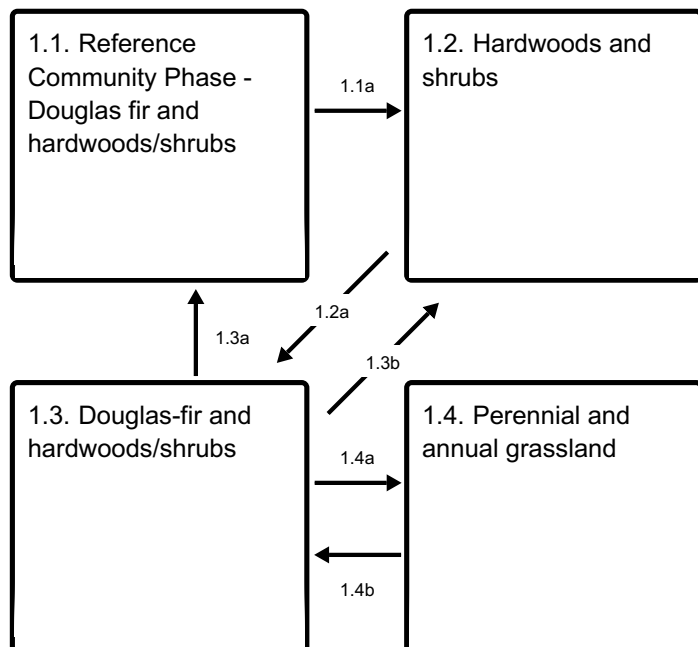 1.1. Reference
Community Phase -
Douglas fir and
hardwoods/shrubs
1.1a
1.2. Hardwoods and
shrubs
1.2a
1.3a
1.3b
1.3. Douglas-fir and
hardwoods/shrubs
1.4a
1.4b
1.4. Perennial and
annual grassland